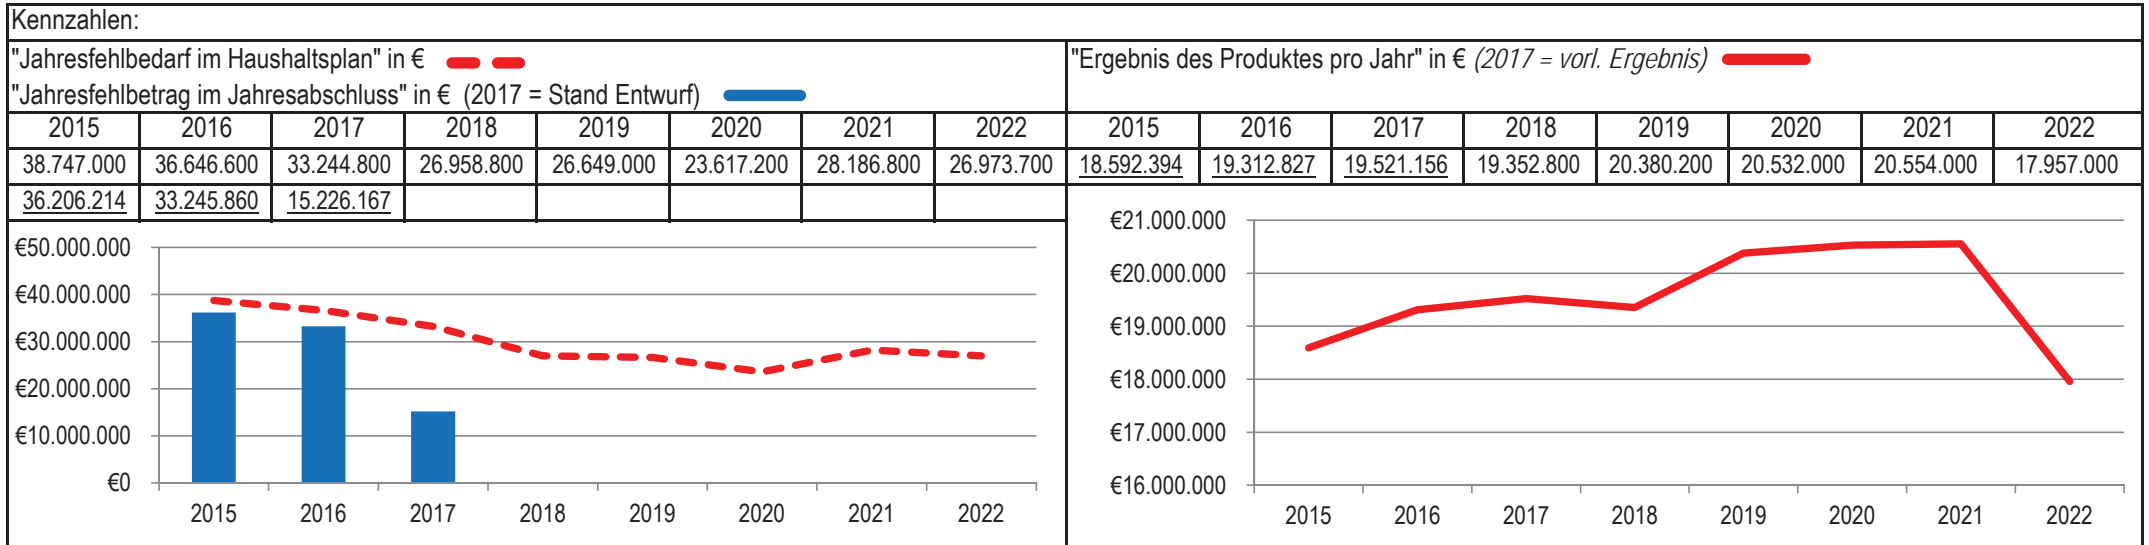 Kennzahlen:
"Jahresfehlbedarf im Haushaltsplan" in €
"Jahresfehlbetrag im Jahresabschluss" in € (2017 = Stand Entwurf)
2015 2016 2017 2018 2019 2020 2021 2022
38.747.000 36.646.600 33.244.800 26.958.800 26.649.000 23.617.200 28.186.800 26.973.700
36.206.214 33.245.860 15.226.167
€50.000.000
€40.000.000
€30.000.000
€20.000.000
€10.000.000
€0
2015 2016 2017 2018 2019 2020 2021 2022
"Ergebnis des Produktes pro Jahr" in € (2017 = vorl. Ergebnis)
2015 2016 2017 2018 2019 2020 2021 2022
18.592.394 19.312.827 19.521.156 19.352.800 20.380.200 20.532.000 20.554.000 17.957.000
€21.000.000
€20.000.000
€19.000.000
€18.000.000
€17.000.000
€16.000.000
2015 2016 2017 2018 2019 2020 2021 2022